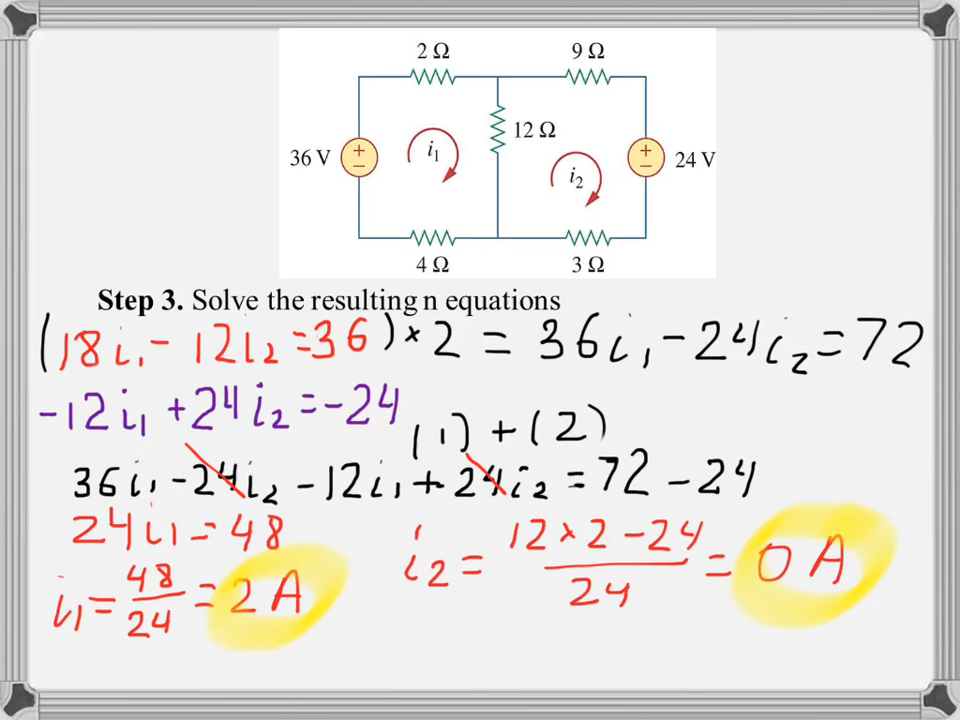 2 Ω 9 Ω
12 Ω
36 V + − i₁ i₂ + − 24 V
4 Ω 3 Ω
Step 3. Solve the resulting n equations
(18i₁ − 12i₂ = 36) × 2 = 36i₁ − 24i₂ = 72
−12i₁ + 24i₂ = −24
(1) + (2)
36i₁ − 24i₂ − 12i₁ + 24i₂ = 72 − 24
24i₁ = 48
i₁ = 48/24 = 2 A
i₂ = 12 × 2 − 24 / 24 = 0 A